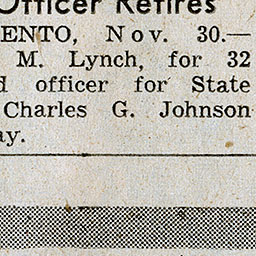 Officer Retires
ENTO, Nov. 30.—
M. Lynch, for 32
d officer for State
Charles G. Johnson
ay.